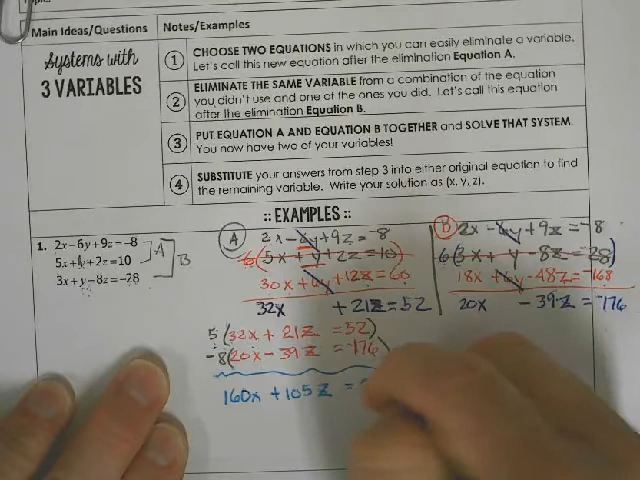 Main Ideas/Questions Notes/Examples
Systems with
3 VARIABLES
1 CHOOSE TWO EQUATIONS in which you can easily eliminate a variable.
Let's call this new equation after the elimination Equation A.
2 ELIMINATE THE SAME VARIABLE from a combination of the equation
you didn't use and one of the ones you did. Let's call this equation
after the elimination Equation B.
3 PUT EQUATION A AND EQUATION B TOGETHER and SOLVE THAT SYSTEM.
You now have two of your variables!
4 SUBSTITUTE your answers from step 3 into either original equation to find
the remaining variable. Write your solution as (x, y, z).
:: EXAMPLES ::
1. 2x-6y+9z=-8
5x+y+2z=10
3x+y-8z=-28
A
B
A 2x-6y+9z=-8
6(5x+y+2z=10)
30x+6y+12z=60
32x +21z=52
B 2x-6y+9z=-8
6(3x+y-8z=-28)
18x+6y-48z=-168
20x -39z=-176
5(32x+21z=52)
-8(20x-39z=-176)
160x+105z=